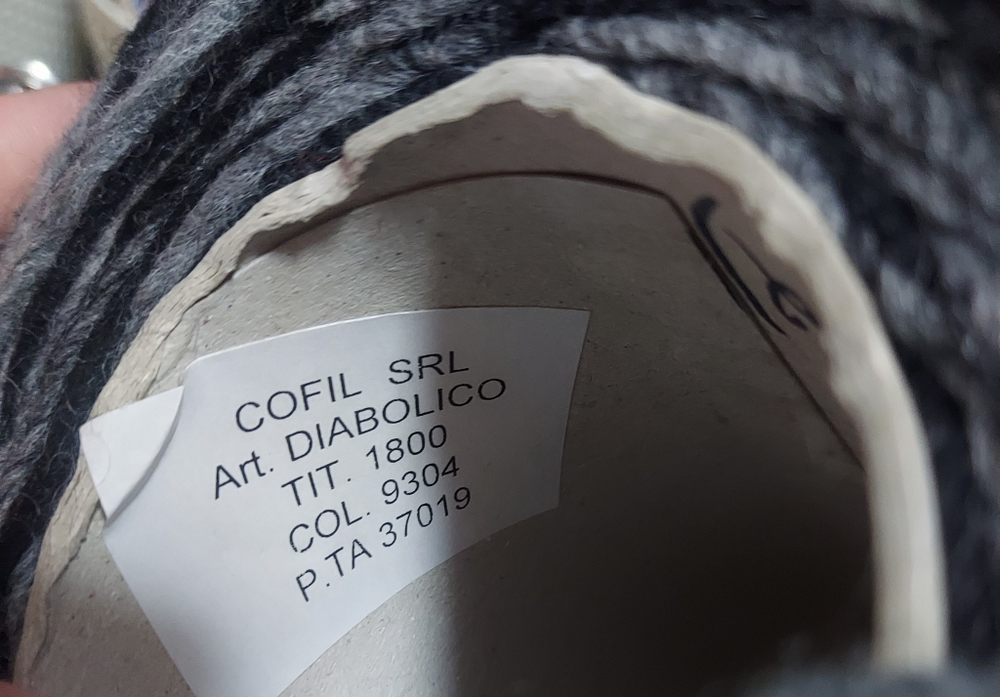 COFIL SRL
Art. DIABOLICO
TIT. 1800
COL. 9304
P.TA 37019